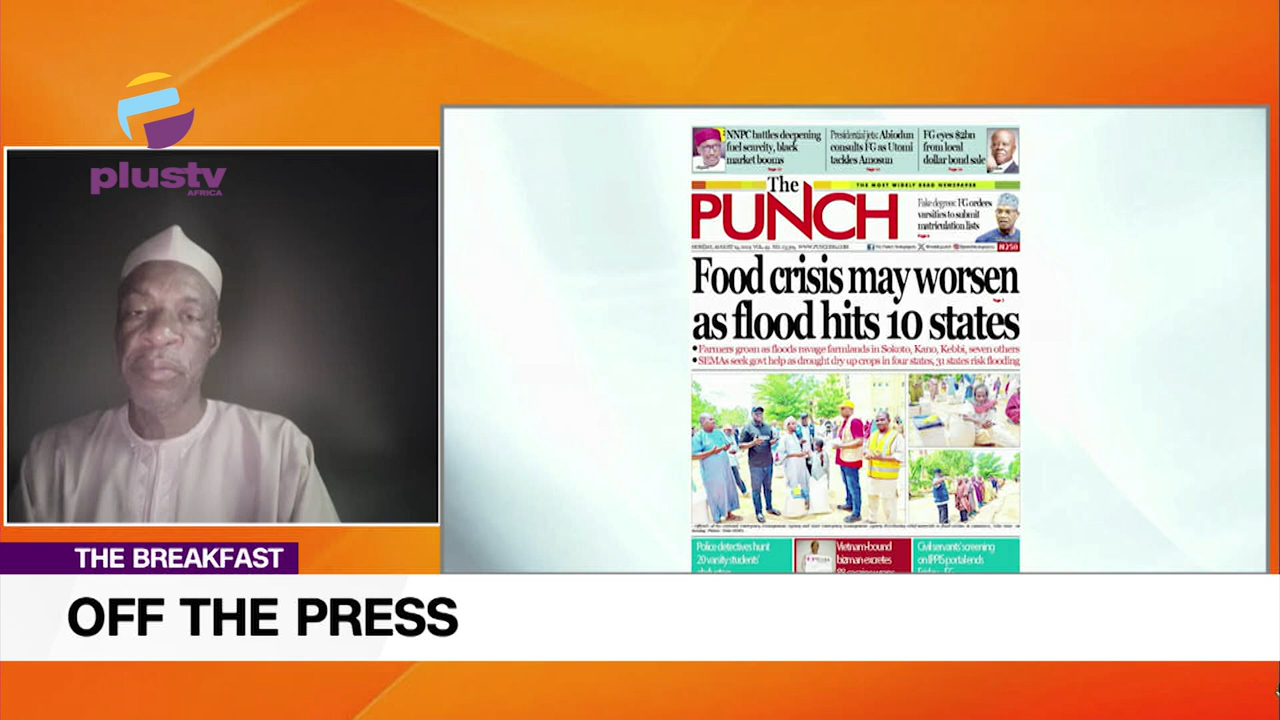 plustv
AFRICA
NNPC battles deepening
fuel scarcity, black
market booms
Presidential jets: Abiodun
consults FG as Utomi
tackles Amosun
FG eyes $2bn
from local
dollar bond sale
The
PUNCH
THE MOST WIDELY READ NEWSPAPER
Fake degree: FG orders
varsities to submit
matriculation lists
N250
Food crisis may worsen
as flood hits 10 states
• Farmers groan as floods ravage farmlands in Sokoto, Kano, Kebbi, seven others
• SEMAs seek govt help as drought dry up crops in four states, 31 states risk flooding
Police detectives hunt
20 varsity students'
Vietnam-bound
bizman excretes
Civil servants' screening
on IPPIS portal ends
THE BREAKFAST
OFF THE PRESS